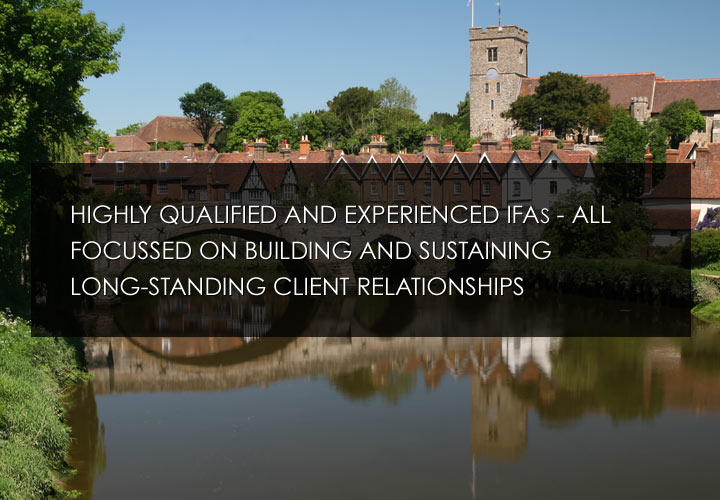 HIGHLY QUALIFIED AND EXPERIENCED IFAs - ALL
FOCUSSED ON BUILDING AND SUSTAINING
LONG-STANDING CLIENT RELATIONSHIPS